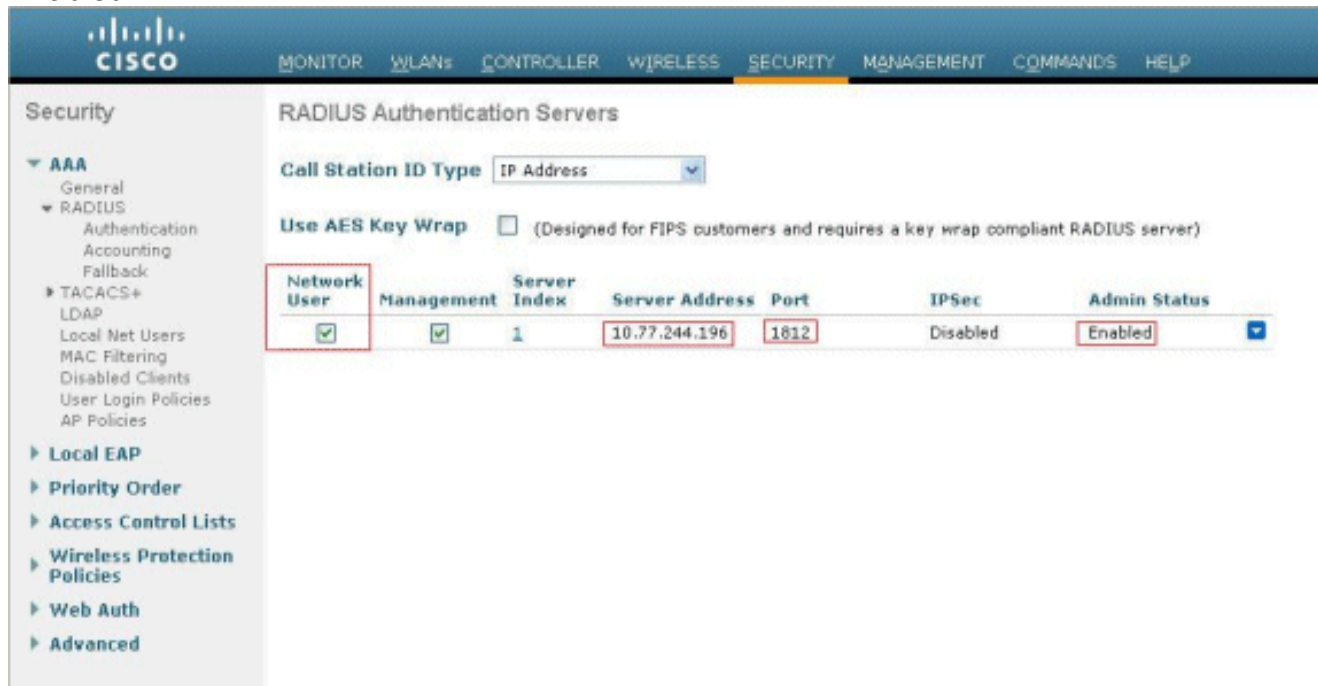 CISCO
MONITOR WLANs CONTROLLER WIRELESS SECURITY MANAGEMENT COMMANDS HELP
Security
AAA
General
RADIUS
Authentication
Accounting
Fallback
TACACS+
LDAP
Local Net Users
MAC Filtering
Disabled Clients
User Login Policies
AP Policies
Local EAP
Priority Order
Access Control Lists
Wireless Protection
Policies
Web Auth
Advanced
RADIUS Authentication Servers
Call Station ID Type IP Address
Use AES Key Wrap (Designed for FIPS customers and requires a key wrap compliant RADIUS server)
Network User Management Server Index Server Address Port IPSec Admin Status
1 10.77.244.196 1812 Disabled Enabled